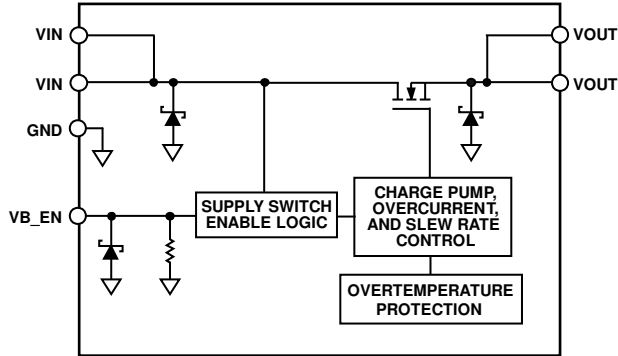 VIN
VOUT
VIN
VOUT
GND
VB_EN
SUPPLY SWITCH
ENABLE LOGIC
CHARGE PUMP,
OVERCURRENT,
AND SLEW RATE
CONTROL
OVERTEMPERATURE
PROTECTION